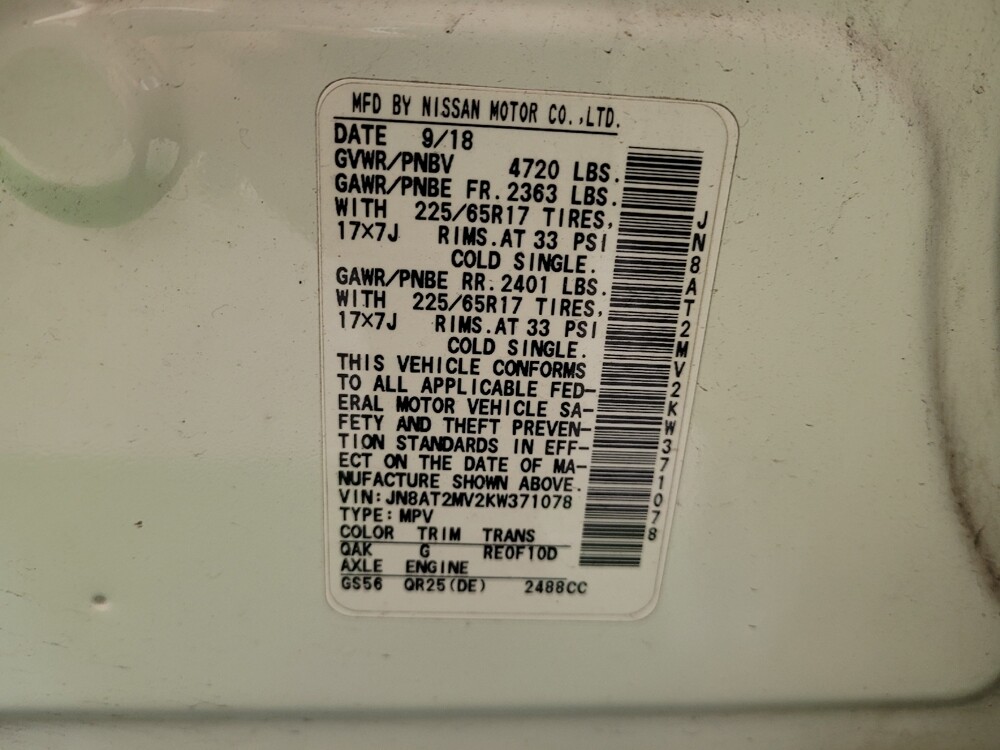 MFD BY NISSAN MOTOR CO.,LTD.
DATE 9/18
GVWR/PNBV 4720 LBS.
GAWR/PNBE FR. 2363 LBS.
WITH 225/65R17 TIRES,
17×7J RIMS.AT 33 PSI
COLD SINGLE.
GAWR/PNBE RR. 2401 LBS.
WITH 225/65R17 TIRES,
17×7J RIMS.AT 33 PSI
COLD SINGLE.
THIS VEHICLE CONFORMS
TO ALL APPLICABLE FED-
ERAL MOTOR VEHICLE SA-
FETY AND THEFT PREVEN-
TION STANDARDS IN EFF-
ECT ON THE DATE OF MA-
NUFACTURE SHOWN ABOVE.
VIN:JN8AT2MV2KW371078
TYPE:MPV
COLOR TRIM TRANS
QAK G RE0F10D
AXLE ENGINE
GS56 QR25(DE) 2488CC
JN8AT2MV2KW371078